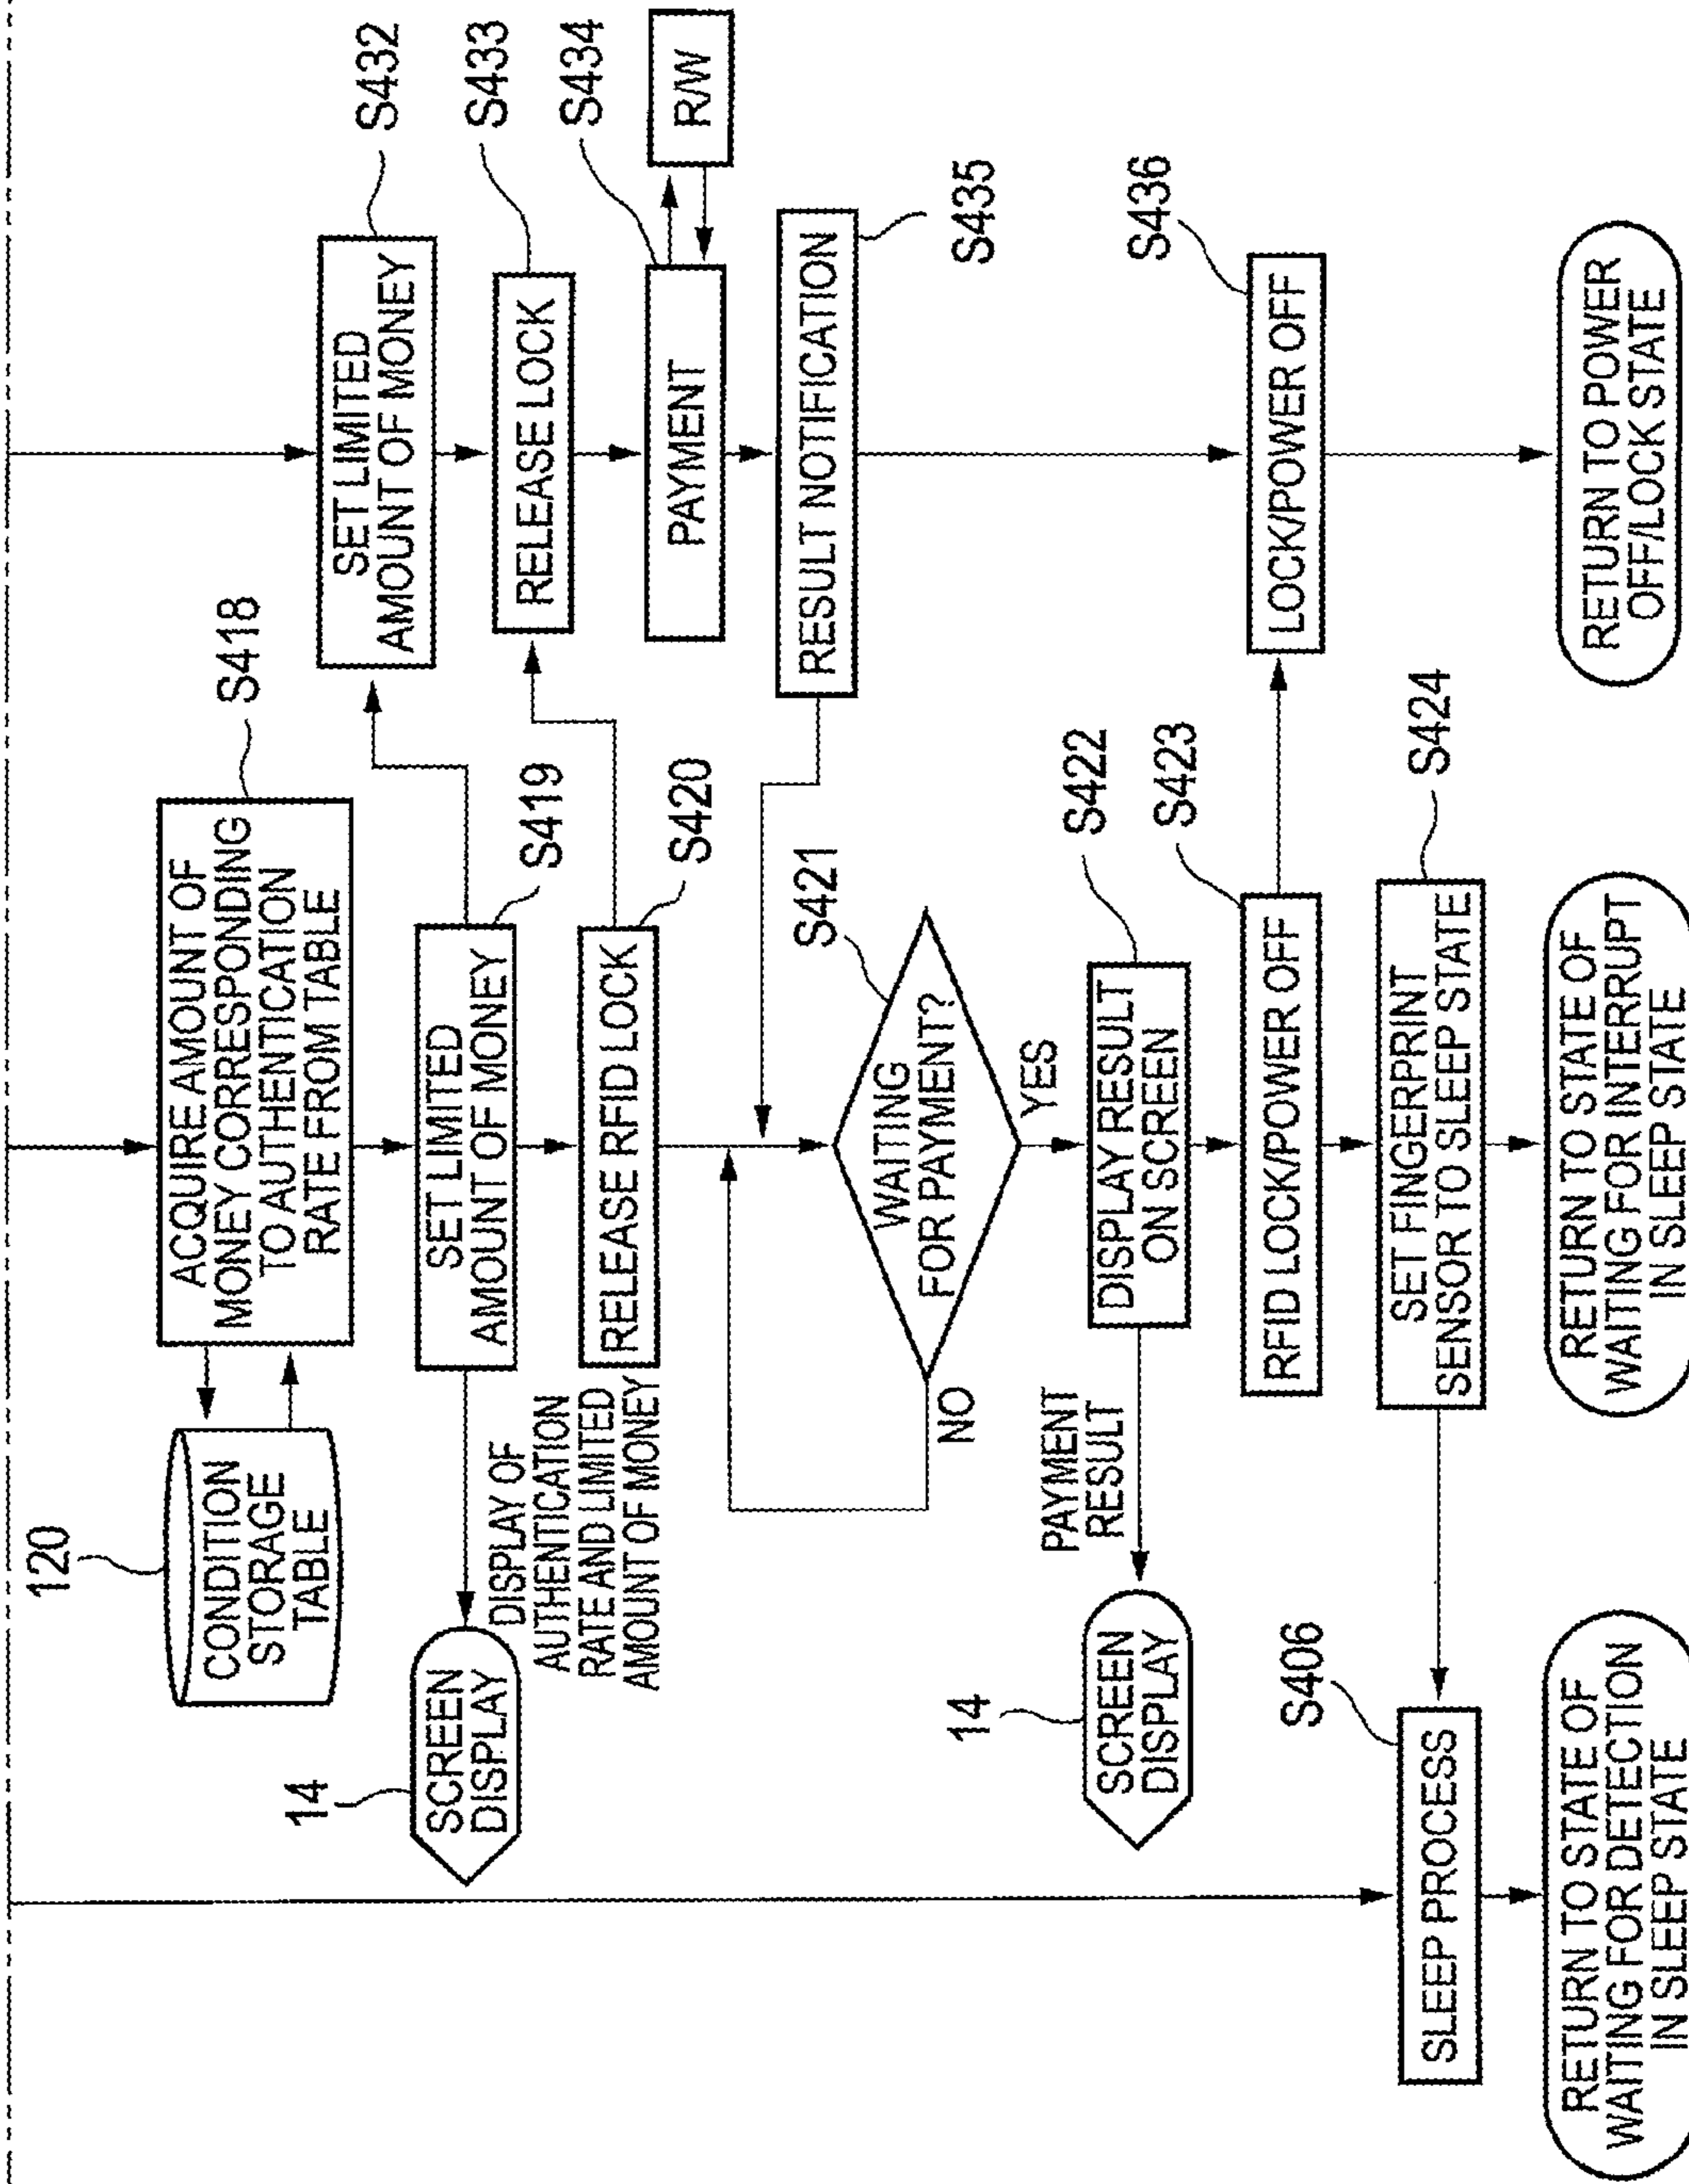 120
CONDITION
STORAGE
TABLE
ACQUIRE AMOUNT OF
MONEY CORRESPONDING
TO AUTHENTICATION
RATE FROM TABLE
S418
SET LIMITED
AMOUNT OF MONEY
S432
14
SCREEN
DISPLAY
SET LIMITED
AMOUNT OF MONEY
S419
RELEASE LOCK
S433
DISPLAY OF
AUTHENTICATION
RATE AND LIMITED
AMOUNT OF MONEY
RELEASE RFID LOCK
S420
PAYMENT
S434
R/W
RESULT NOTIFICATION
S435
WAITING
FOR PAYMENT?
S421
NO
YES
PAYMENT
RESULT
14
SCREEN
DISPLAY
DISPLAY RESULT
ON SCREEN
S422
RFID LOCK/POWER OFF
S423
LOCK/POWER OFF
S436
SLEEP PROCESS
S406
SET FINGERPRINT
SENSOR TO SLEEP STATE
S424
RETURN TO STATE OF
WAITING FOR DETECTION
IN SLEEP STATE
RETURN TO STATE OF
WAITING FOR INTERRUPT
IN SLEEP STATE
RETURN TO POWER
OFF/LOCK STATE